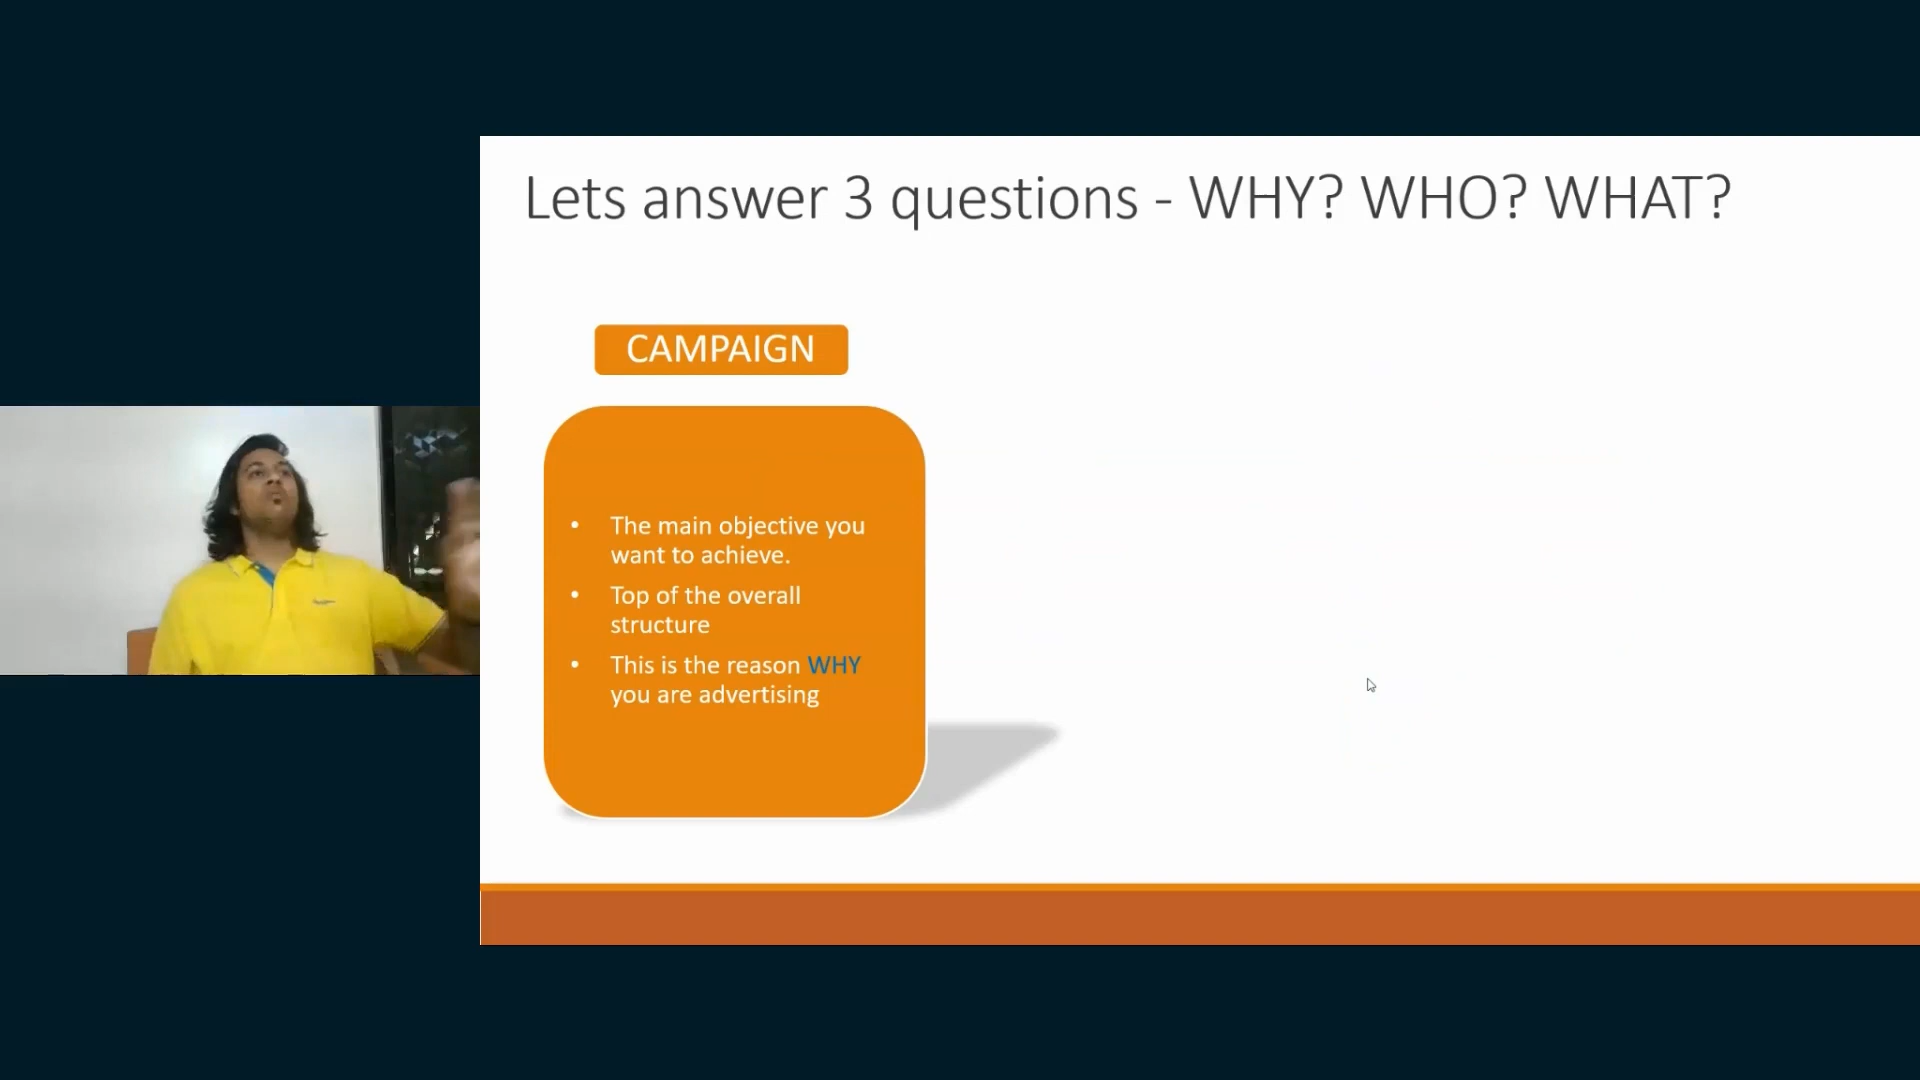 Lets answer 3 questions - WHY? WHO? WHAT?
CAMPAIGN
• The main objective you
want to achieve.
• Top of the overall
structure
• This is the reason WHY
you are advertising